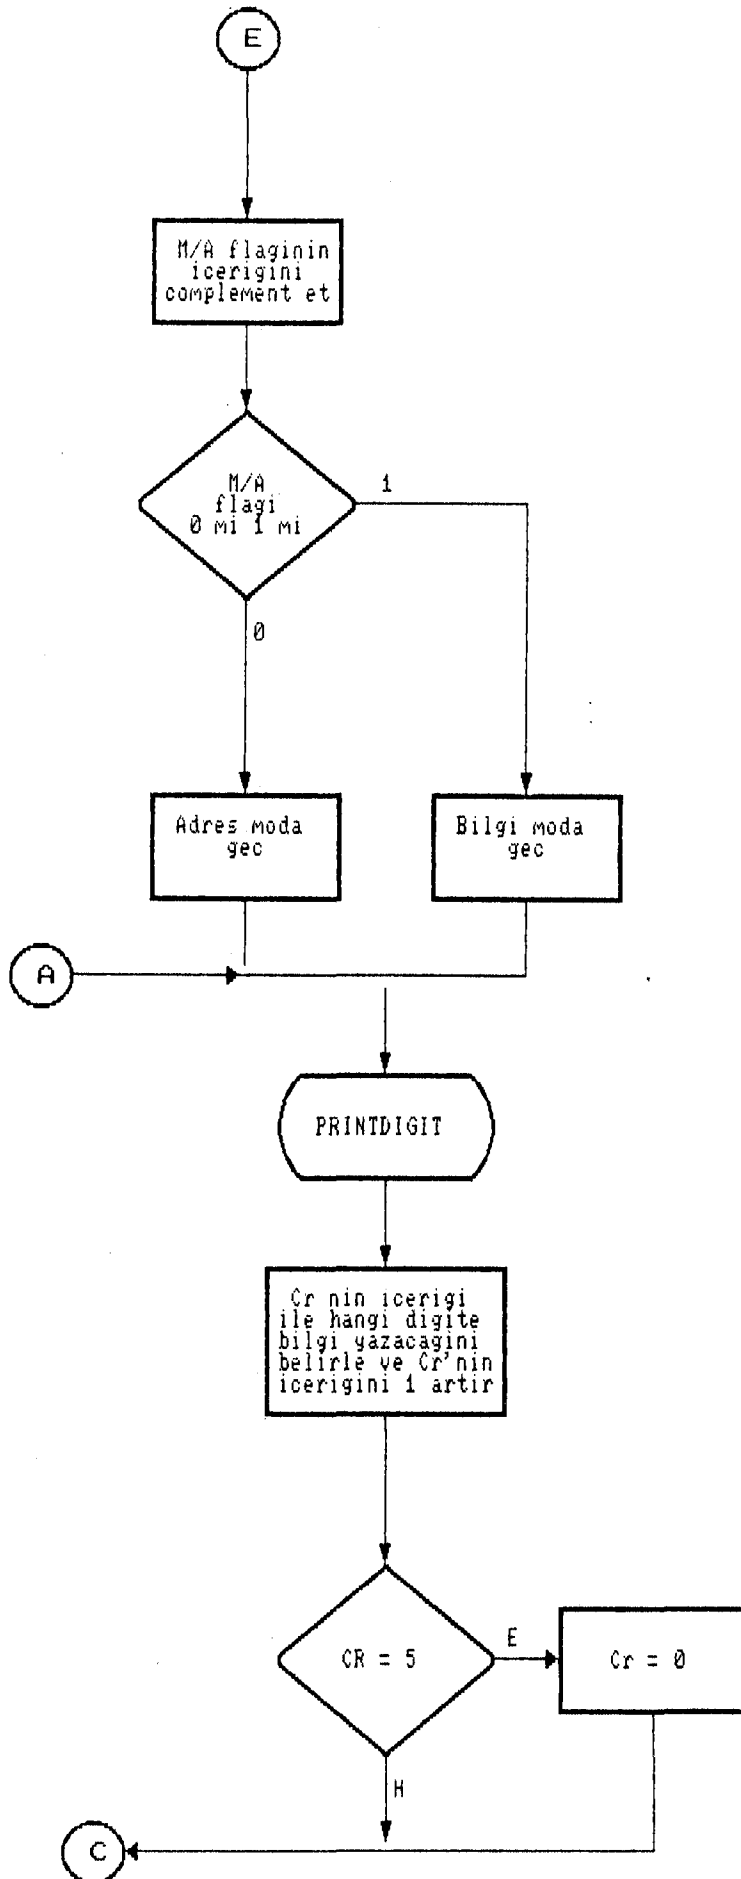 E
M/A flaginin
icerigini
complement et
M/A
flagi
0 mi 1 mi
1
0
Adres moda
gec
Bilgi moda
gec
A
PRINTDIGIT
Cr nin icerigi
ile hangi digite
bilgi yazacagini
belirle ve Cr'nin
icerigini 1 artir
CR = 5
E
Cr = 0
H
C